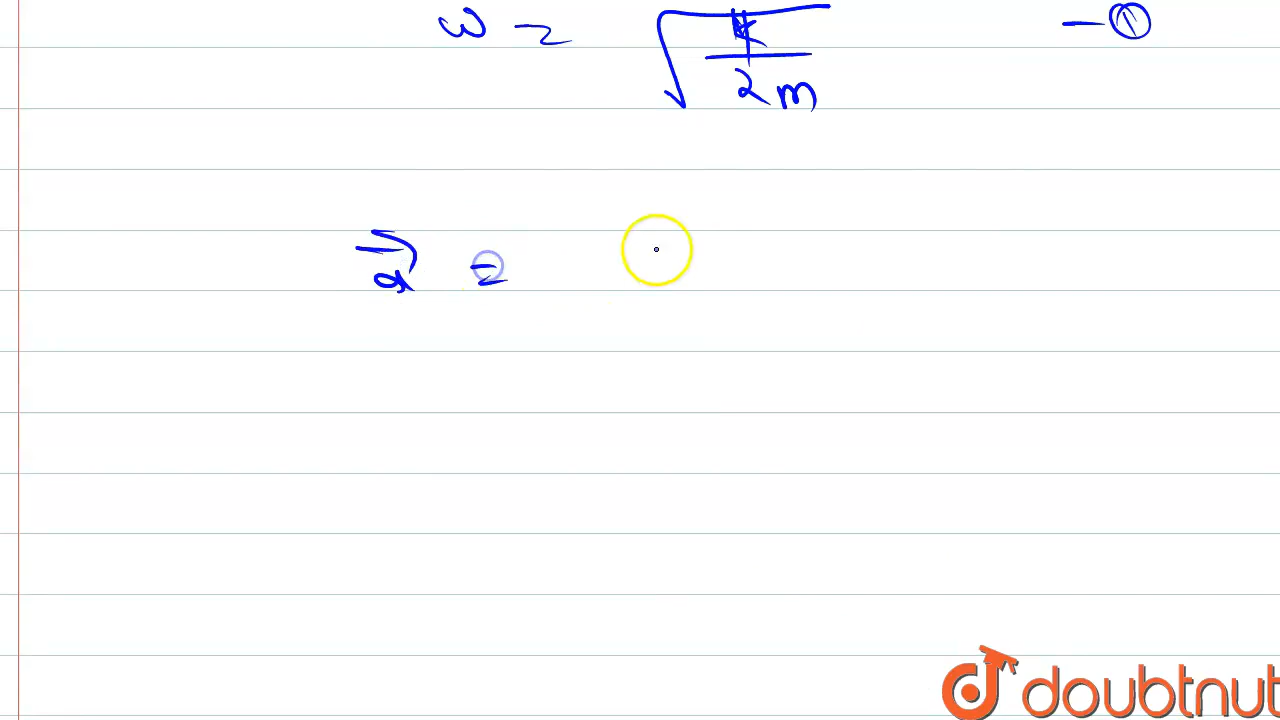 ω = √(k/2m) — ①
=
doubtnut